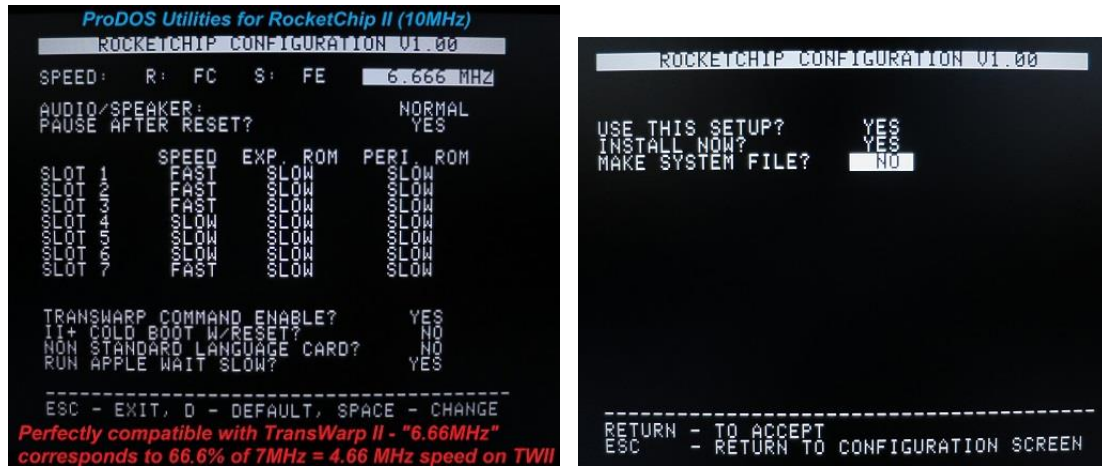 ProDOS Utilities for RocketChip II (10MHz)
ROCKETCHIP CONFIGURATION V1.00
SPEED: R: FC S: FE 6.666 MHZ
AUDIO/SPEAKER: NORMAL
PAUSE AFTER RESET? YES
SPEED EXP. ROM PERI. ROM
SLOT 1 FAST SLOW SLOW
SLOT 2 FAST SLOW SLOW
SLOT 3 FAST SLOW SLOW
SLOT 4 SLOW SLOW SLOW
SLOT 5 SLOW SLOW SLOW
SLOT 6 SLOW SLOW SLOW
SLOT 7 FAST SLOW SLOW
TRANSWARP COMMAND ENABLE? YES
II+ COLD BOOT W/RESET? NO
NON STANDARD LANGUAGE CARD? NO
RUN APPLE WAIT SLOW? YES
ESC - EXIT, D - DEFAULT, SPACE - CHANGE
Perfectly compatible with TransWarp II - "6.66MHz"
corresponds to 66.6% of 7MHz = 4.66 MHz speed on TWII
ROCKETCHIP CONFIGURATION V1.00
USE THIS SETUP? YES
INSTALL NOW? YES
MAKE SYSTEM FILE? NO
RETURN - TO ACCEPT
ESC - RETURN TO CONFIGURATION SCREEN